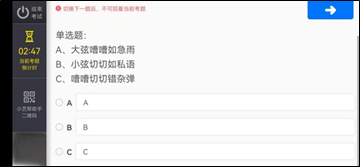 结束
考试
02:47
当前考题
倒计时
小艺帮助手
二维码
切换下一题后，不可回看当前考题
单选题：
A、大弦嘈嘈如急雨
B、小弦切切如私语
C、嘈嘈切切错杂弹
A A
B B
C C